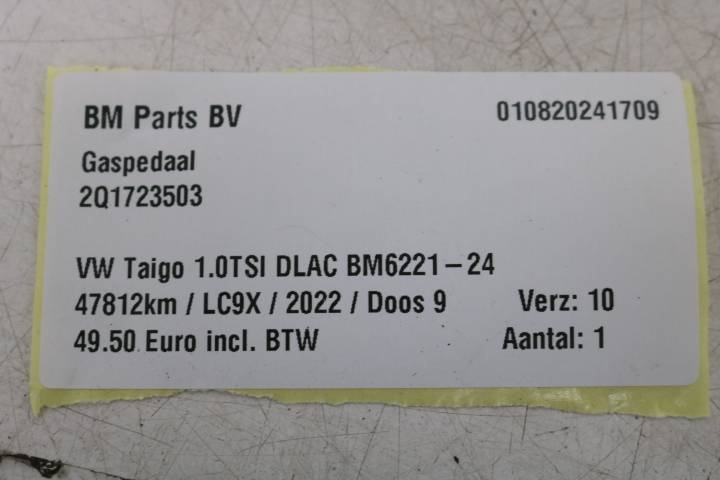 BM Parts BV 010820241709
Gaspedaal
2Q1723503
VW Taigo 1.0TSI DLAC BM6221-24
47812km / LC9X / 2022 / Doos 9 Verz: 10
49.50 Euro incl. BTW Aantal: 1